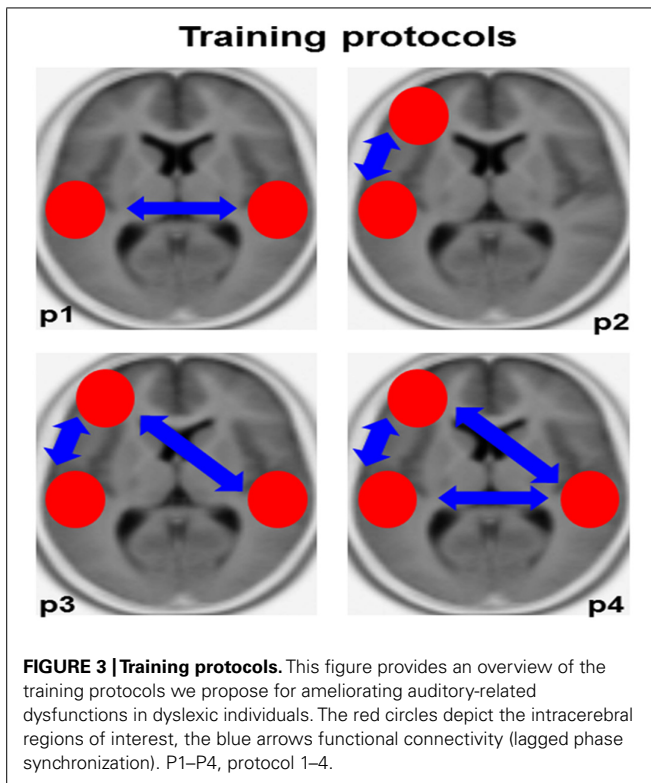 Training protocols
p1
p2
p3
p4
FIGURE 3 | Training protocols. This figure provides an overview of the
training protocols we propose for ameliorating auditory-related
dysfunctions in dyslexic individuals. The red circles depict the intracerebral
regions of interest, the blue arrows functional connectivity (lagged phase
synchronization). P1–P4, protocol 1–4.